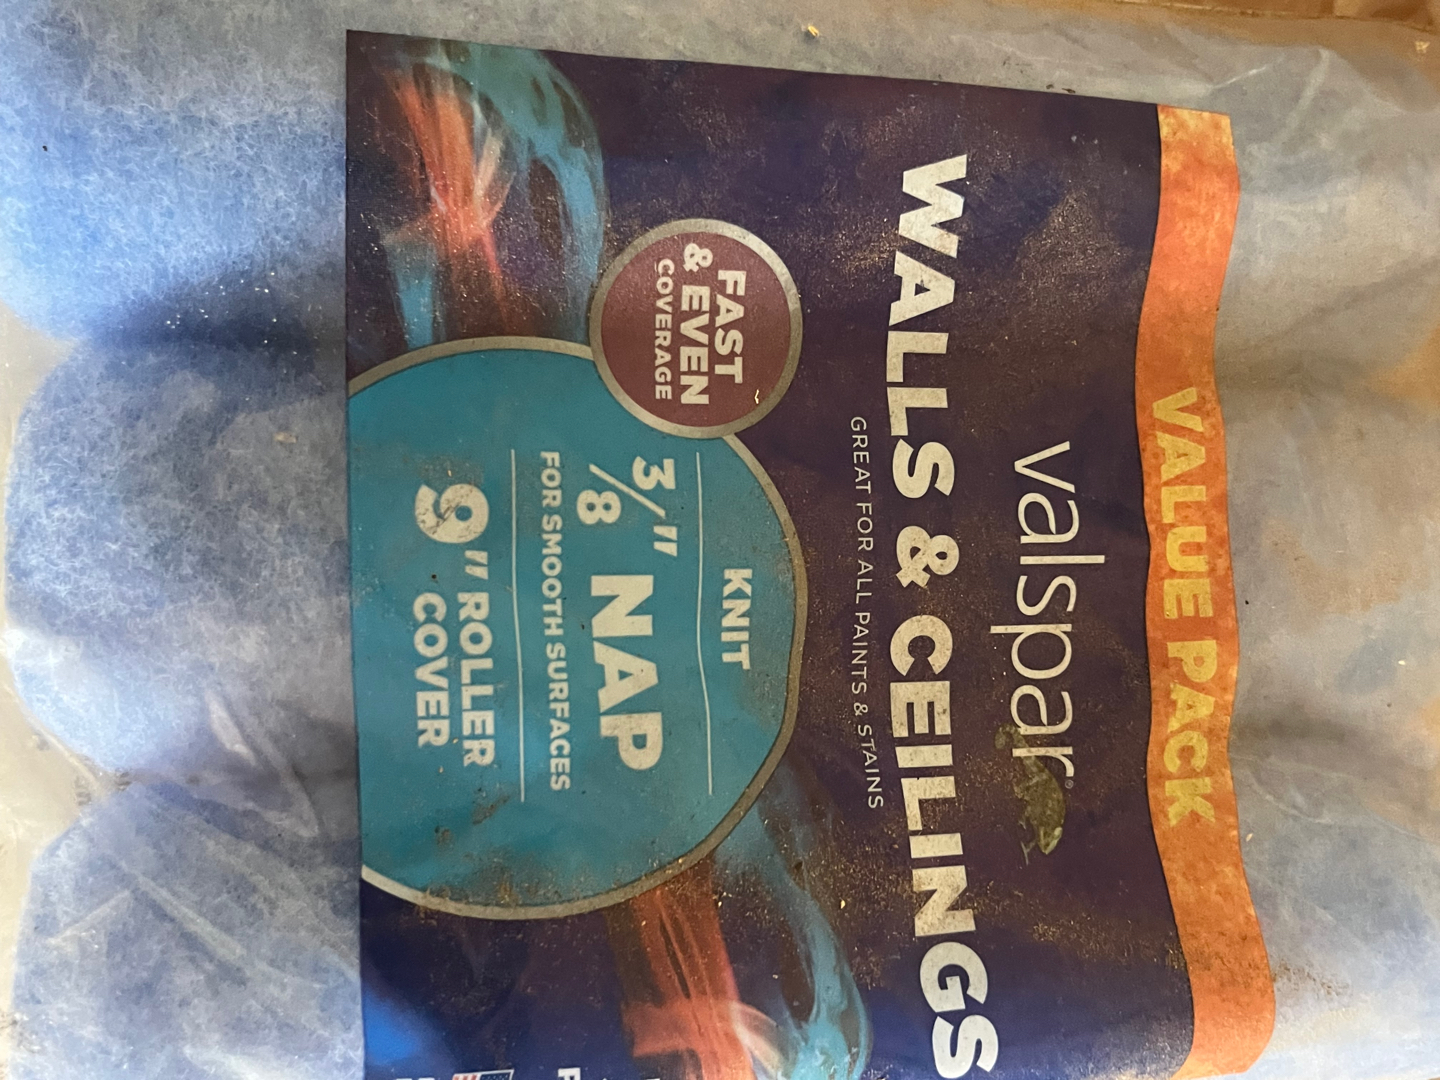 VALUE PACK
valspar®
WALLS & CEILINGS
GREAT FOR ALL PAINTS & STAINS
FAST
& EVEN
COVERAGE
KNIT
3/8" NAP
FOR SMOOTH SURFACES
9" ROLLER
COVER